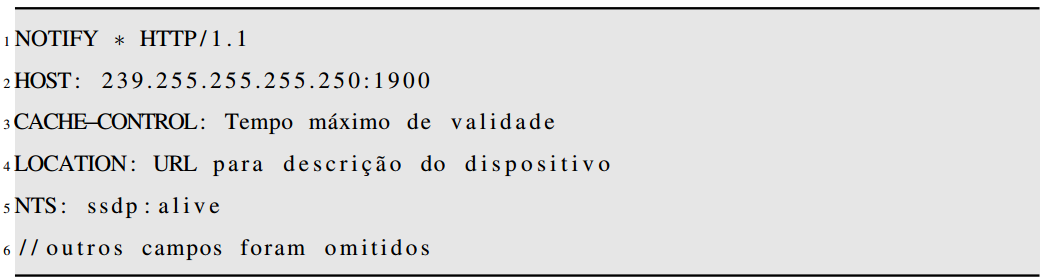 1 NOTIFY * HTTP/1.1
2 HOST: 239.255.255.255.250:1900
3 CACHE–CONTROL: Tempo máximo de validade
4 LOCATION: URL para descrição do dispositivo
5 NTS: ssdp:alive
6 //outros campos foram omitidos